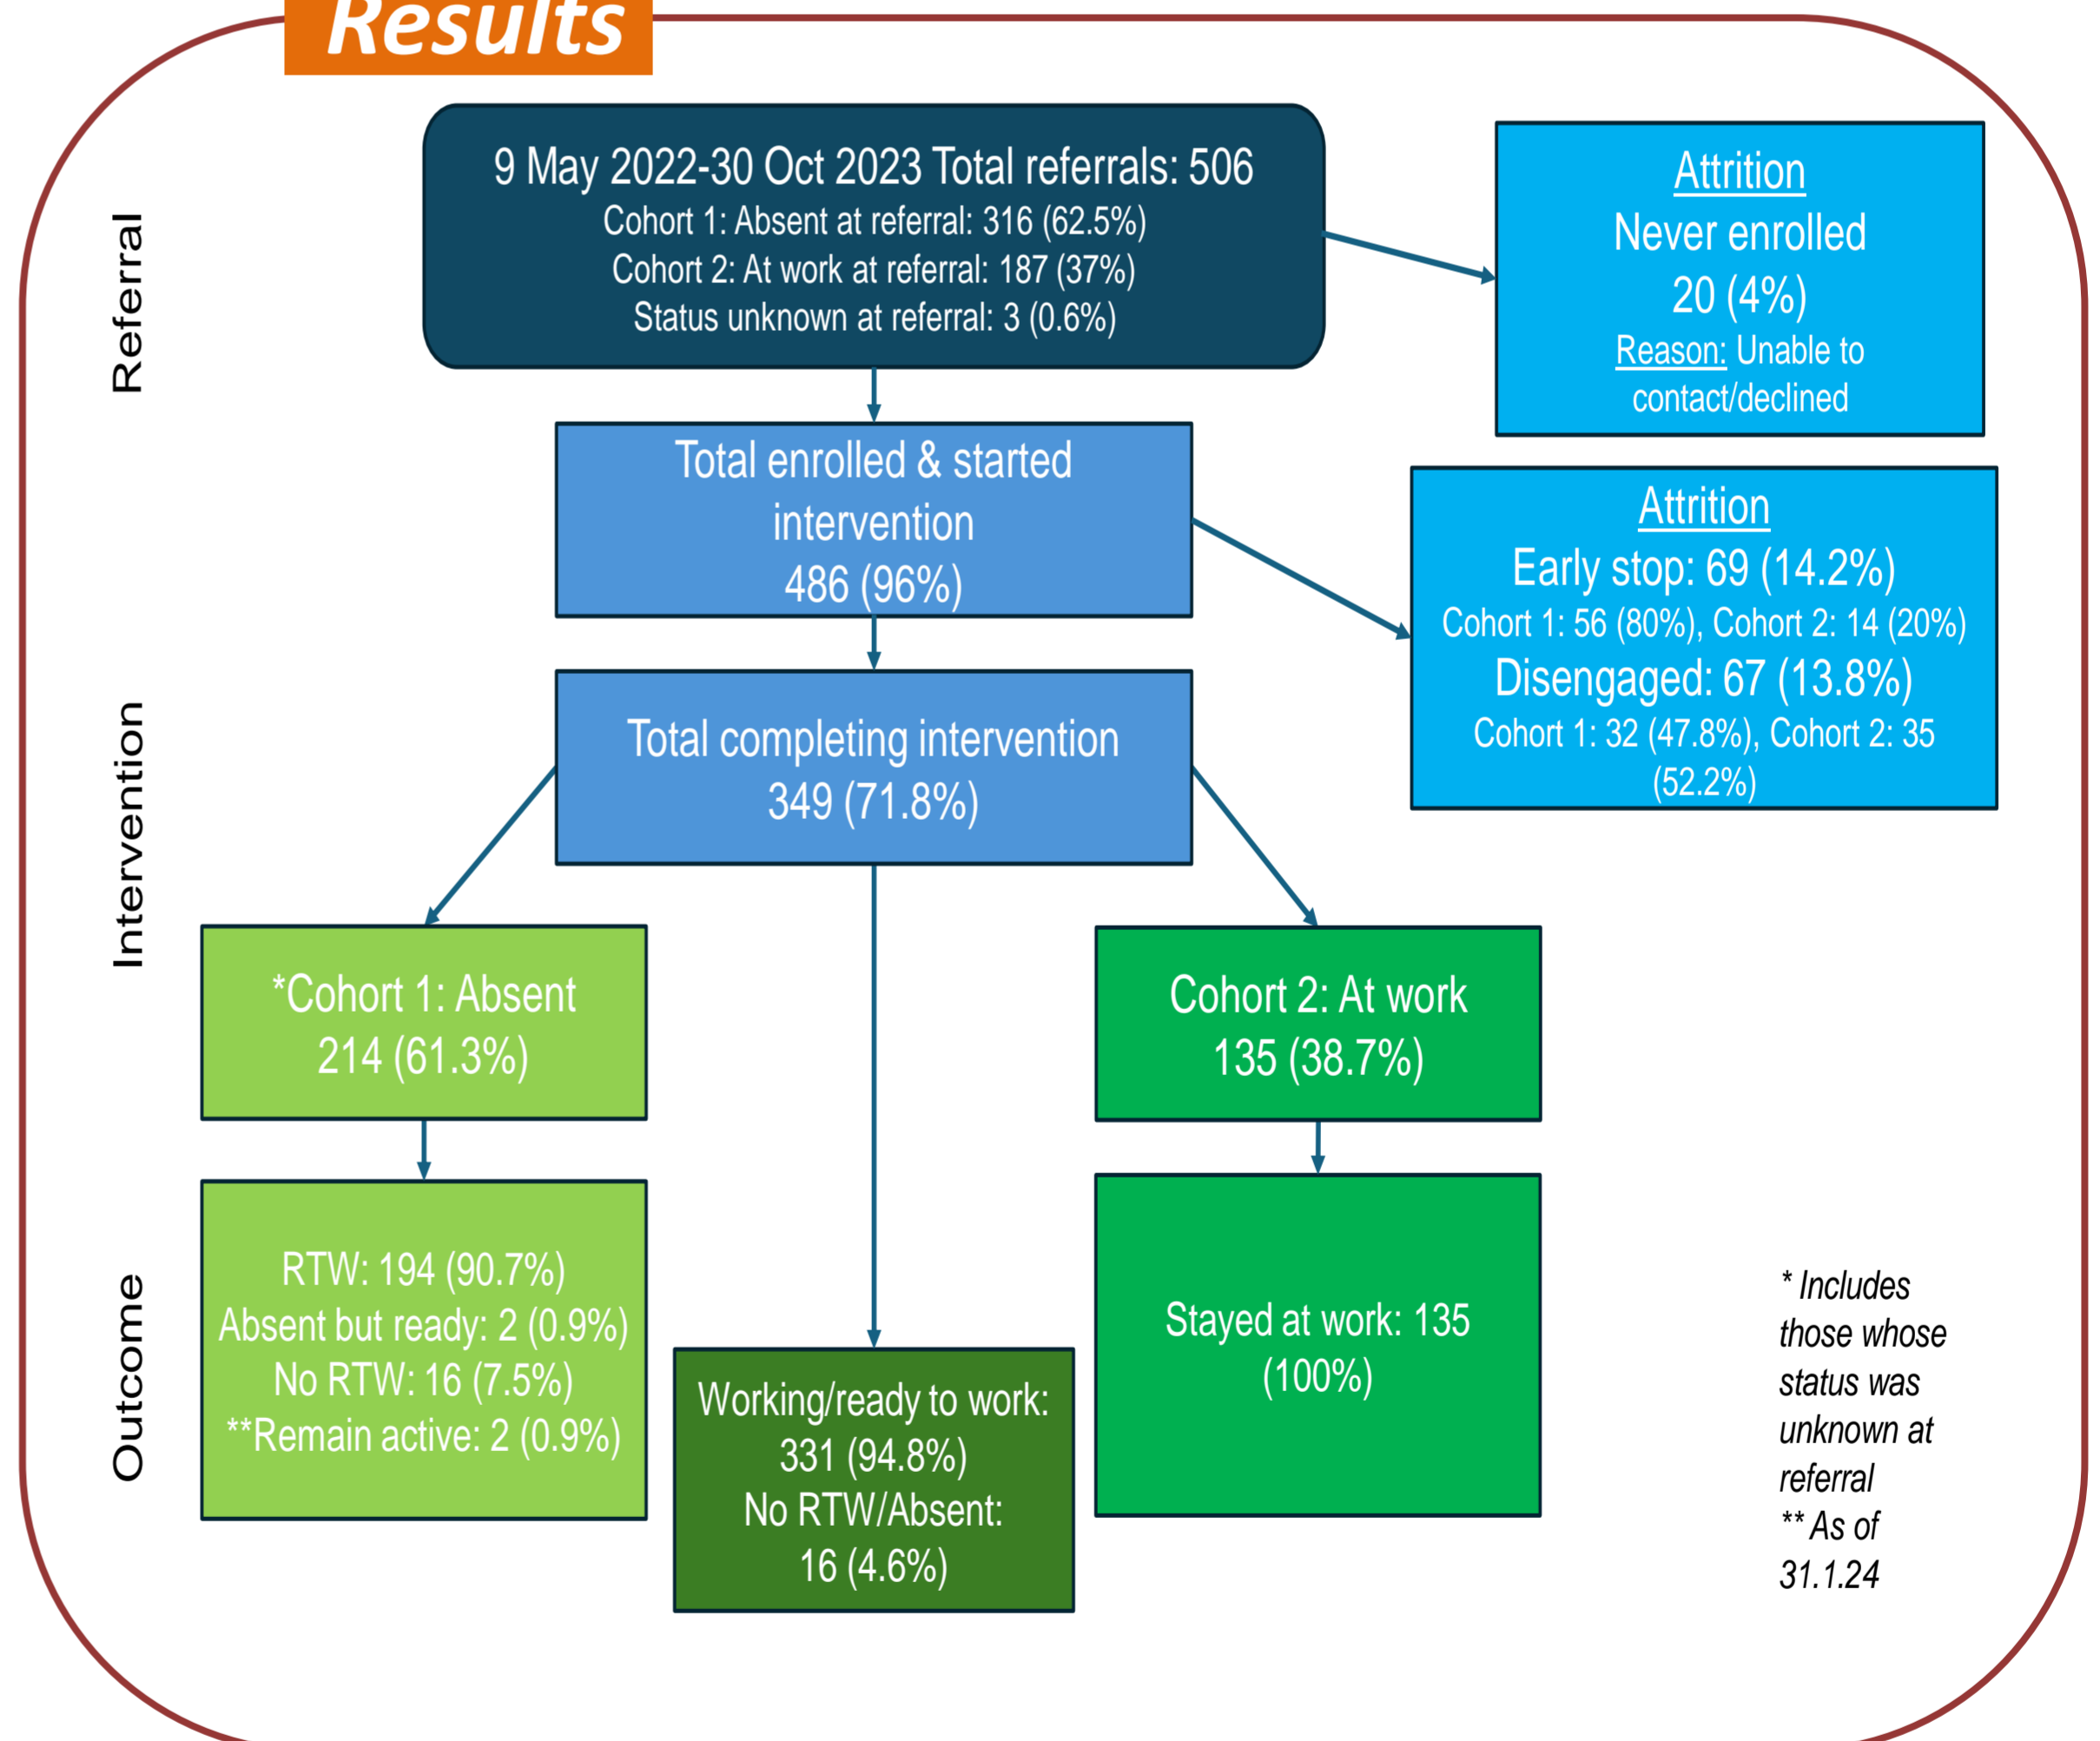 Results
Referral
9 May 2022-30 Oct 2023 Total referrals: 506
Cohort 1: Absent at referral: 316 (62.5%)
Cohort 2: At work at referral: 187 (37%)
Status unknown at referral: 3 (0.6%)
Attrition
Never enrolled
20 (4%)
Reason: Unable to
contact/declined
Total enrolled & started
intervention
486 (96%)
Attrition
Early stop: 69 (14.2%)
Cohort 1: 56 (80%), Cohort 2: 14 (20%)
Disengaged: 67 (13.8%)
Cohort 1: 32 (47.8%), Cohort 2: 35
(52.2%)
Intervention
Total completing intervention
349 (71.8%)
*Cohort 1: Absent
214 (61.3%)
Cohort 2: At work
135 (38.7%)
Outcome
RTW: 194 (90.7%)
Absent but ready: 2 (0.9%)
No RTW: 16 (7.5%)
**Remain active: 2 (0.9%)
Working/ready to work:
331 (94.8%)
No RTW/Absent:
16 (4.6%)
Stayed at work: 135
(100%)
* Includes
those whose
status was
unknown at
referral
** As of
31.1.24